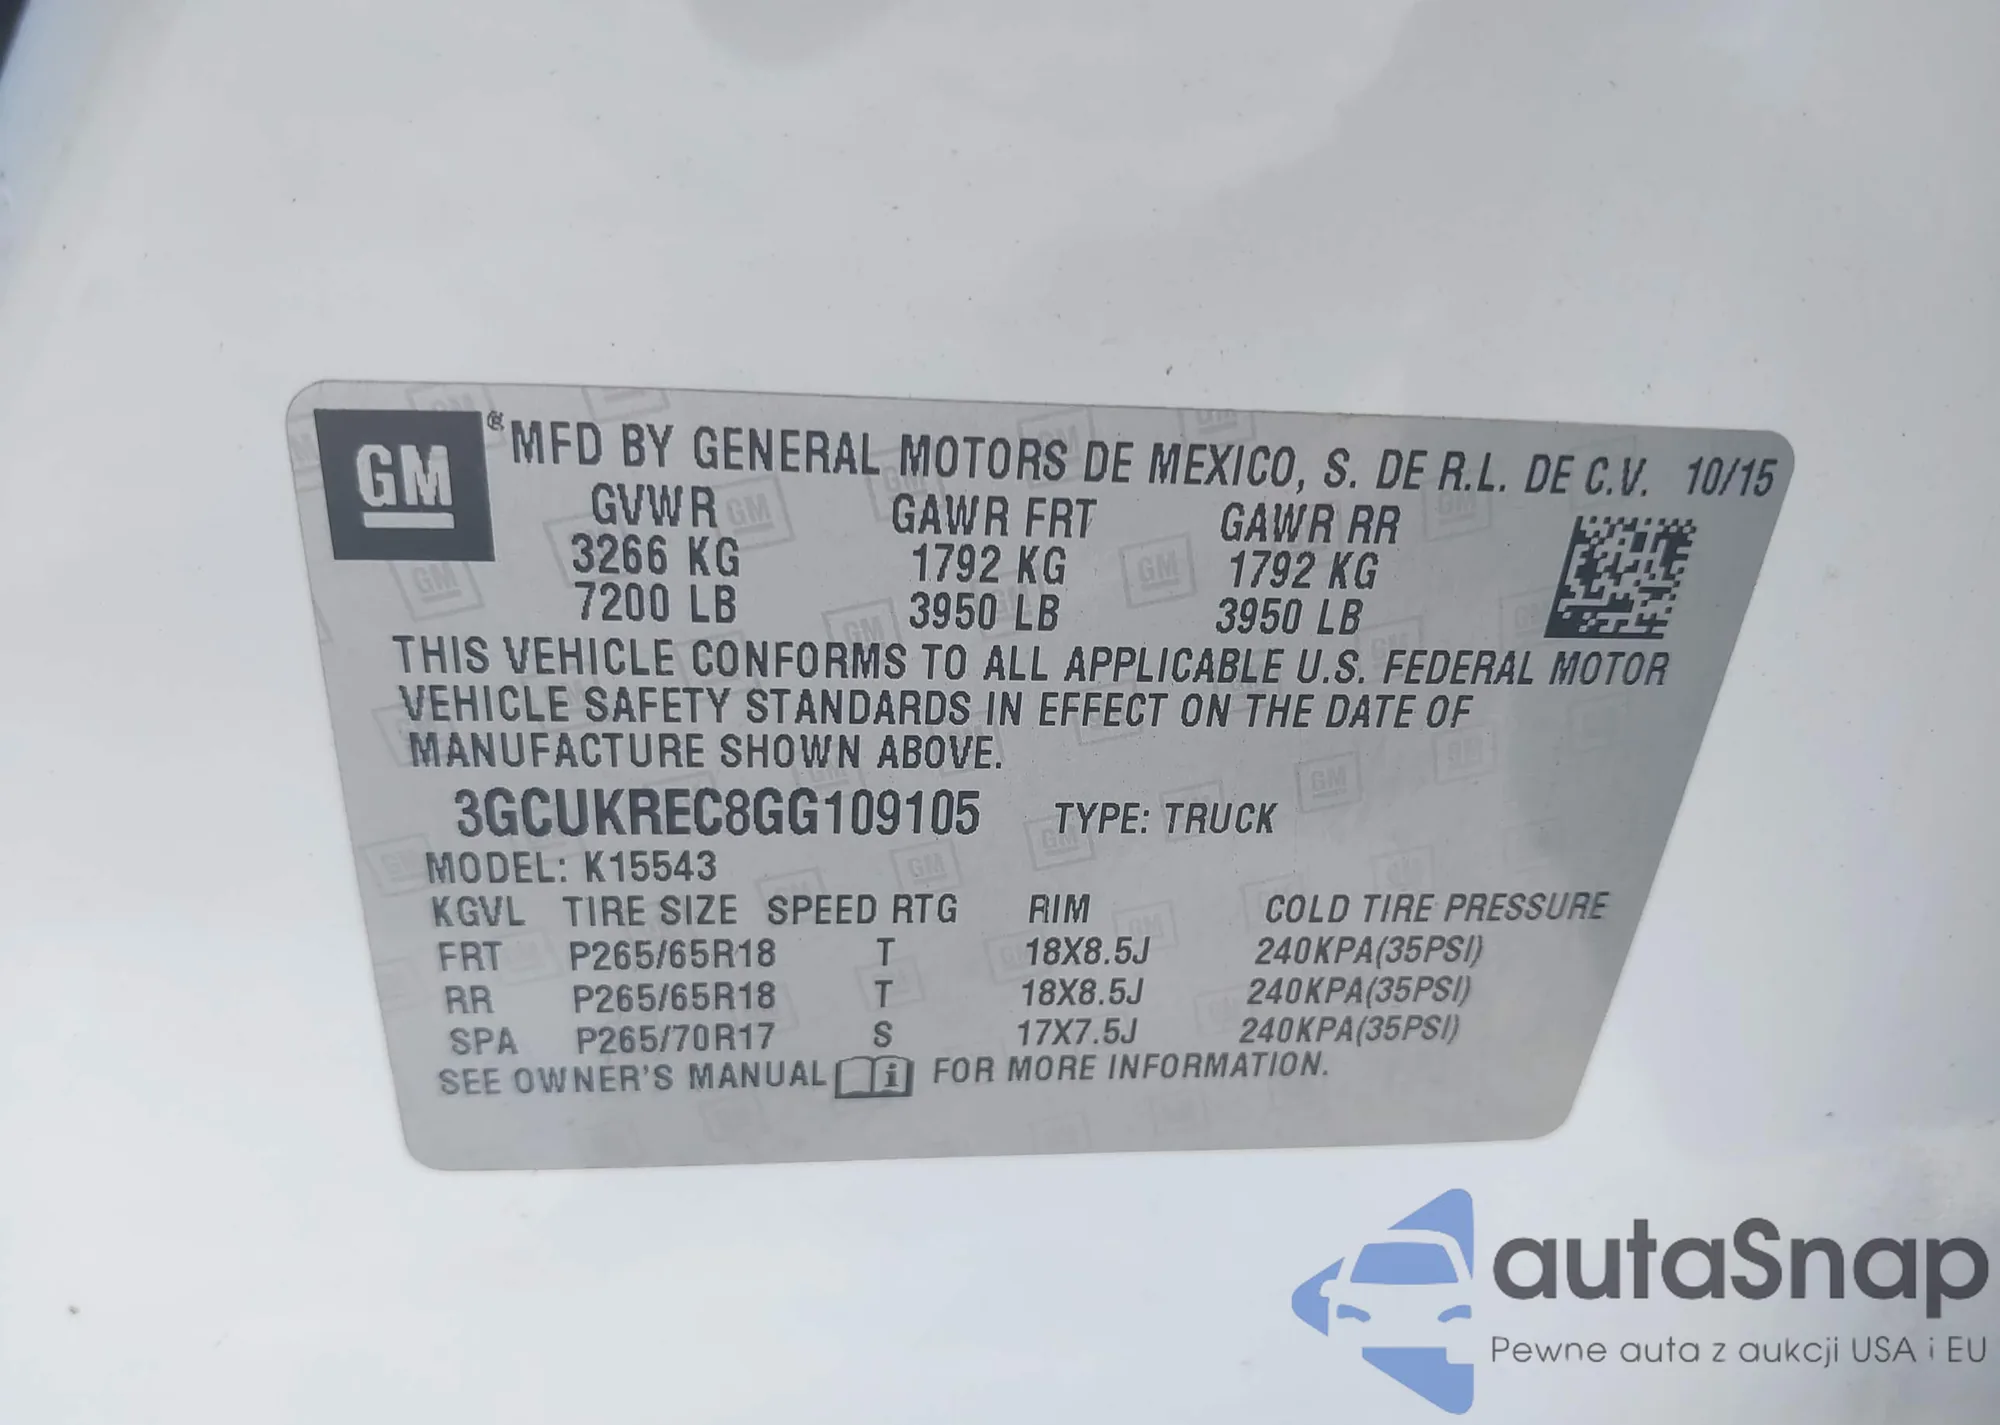 GM ® MFD BY GENERAL MOTORS DE MEXICO, S. DE R.L. DE C.V. 10/15
GVWR GAWR FRT GAWR RR
3266 KG 1792 KG 1792 KG
7200 LB 3950 LB 3950 LB
THIS VEHICLE CONFORMS TO ALL APPLICABLE U.S. FEDERAL MOTOR
VEHICLE SAFETY STANDARDS IN EFFECT ON THE DATE OF
MANUFACTURE SHOWN ABOVE.
3GCUKREC8GG109105 TYPE: TRUCK
MODEL: K15543
KGVL TIRE SIZE SPEED RTG RIM COLD TIRE PRESSURE
FRT P265/65R18 T 18X8.5J 240KPA(35PSI)
RR P265/65R18 T 18X8.5J 240KPA(35PSI)
SPA P265/70R17 S 17X7.5J 240KPA(35PSI)
SEE OWNER'S MANUAL i FOR MORE INFORMATION.
autaSnap
Pewne auta z aukcji USA i EU